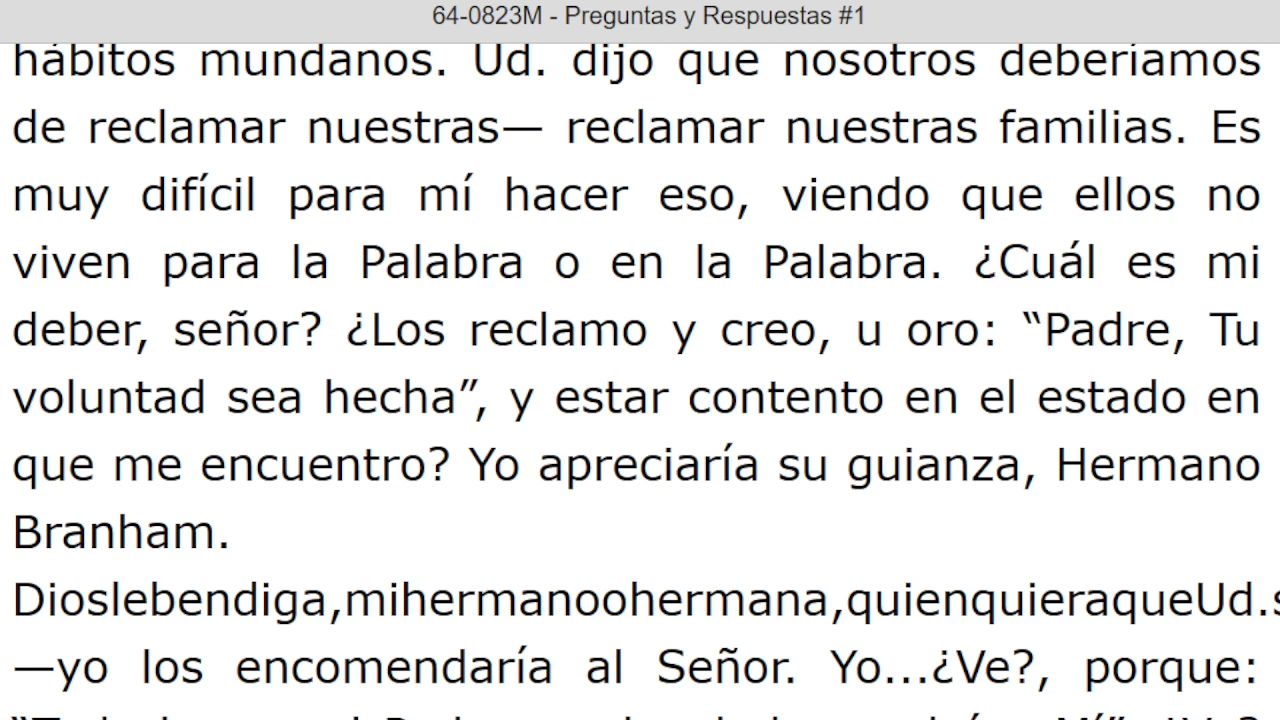 64-0823M - Preguntas y Respuestas #1
hábitos mundanos. Ud. dijo que nosotros deberíamos
de reclamar nuestras— reclamar nuestras familias. Es
muy difícil para mí hacer eso, viendo que ellos no
viven para la Palabra o en la Palabra. ¿Cuál es mi
deber, señor? ¿Los reclamo y creo, u oro: “Padre, Tu
voluntad sea hecha”, y estar contento en el estado en
que me encuentro? Yo apreciaría su guianza, Hermano
Branham.
Dioslebendiga,mihermanoohermana,quienquieraqueUd.s
—yo los encomendaría al Señor. Yo...¿Ve?, porque: